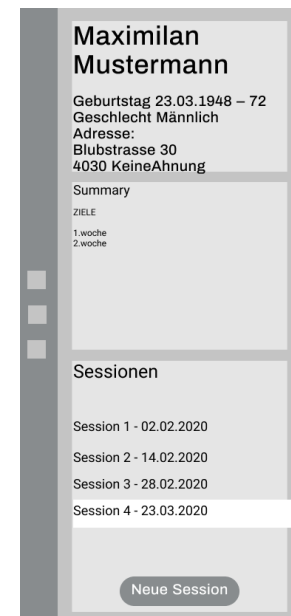 Maximilan
Mustermann
Geburtstag 23.03.1948 – 72
Geschlecht Männlich
Adresse:
Blubstrasse 30
4030 KeineAhnung
Summary
ZIELE
1.woche
2.woche
Sessionen
Session 1 - 02.02.2020
Session 2 - 14.02.2020
Session 3 - 28.02.2020
Session 4 - 23.03.2020
Neue Session